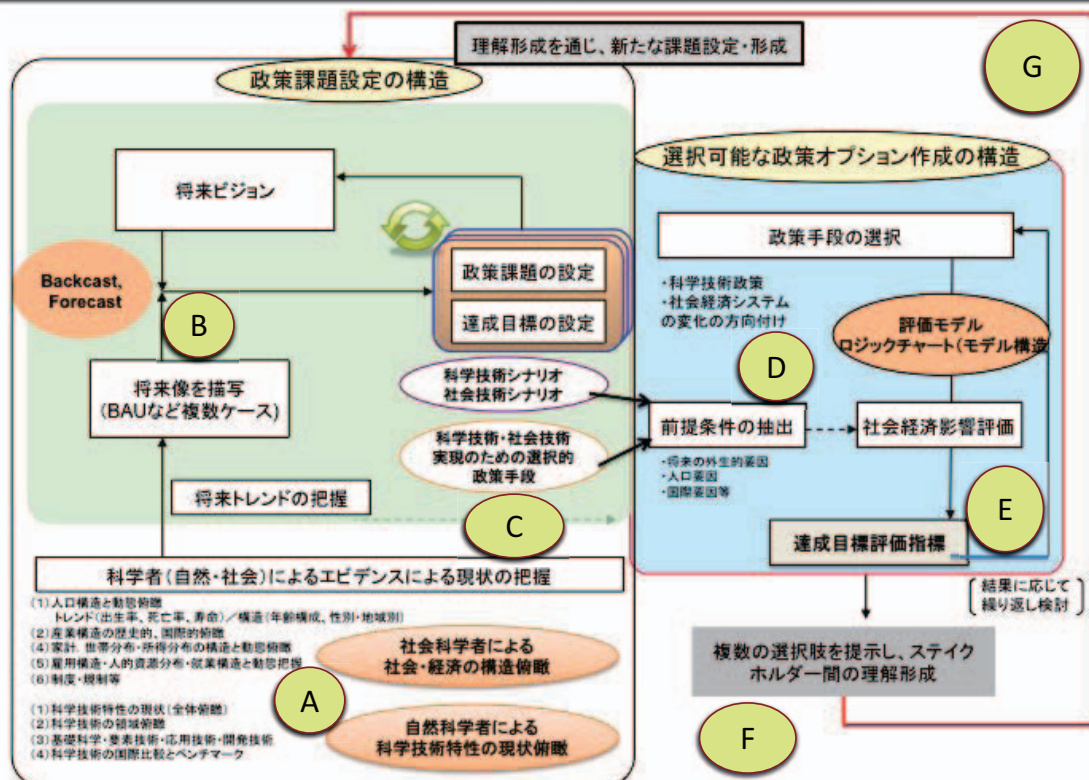 理解形成を通じ、新たな課題設定・形成
G
政策課題設定の構造
選択可能な政策オプション作成の構造
将来ビジョン
政策手段の選択
Backcast,
Forecast
政策課題の設定
達成目標の設定
・科学技術政策
・社会経済システム
の変化の方向付け
B
評価モデル
ロジックチャート(モデル構造
D
将来像を描写
(BAUなど複数ケース)
科学技術シナリオ
社会技術シナリオ
前提条件の抽出
社会経済影響評価
科学技術・社会技術
実現のための選択的
政策手段
・将来の外生的要因
・人口要因
・国際要因等
将来トレンドの把握
C
E
達成目標評価指標
科学者(自然・社会)によるエビデンスによる現状の把握
結果に応じて
繰り返し検討
(1)人口構造と動態俯瞰
トレンド(出生率、死亡率、寿命)／構造(年齢構成、性別・地域別)
(2)産業構造の歴史的、国際的俯瞰
(4)家計、世帯分布・所得分布の構造と動態俯瞰
(5)雇用構造・人的資源分布・就業構造と動態把握
(6)制度・規制等
社会科学者による
社会・経済の構造俯瞰
複数の選択肢を提示し、ステイク
ホルダー間の理解形成
A
(1)科学技術特性の現状(全体俯瞰)
(2)科学技術の領域俯瞰
(3)基礎科学・要素技術・応用技術・開発技術
(4)科学技術の国際比較とベンチマーク
自然科学者による
科学技術特性の現状俯瞰
F